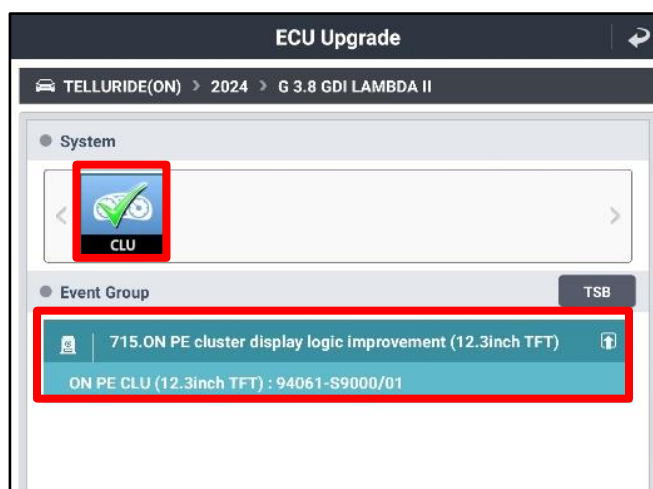 ECU Upgrade
TELLURIDE(ON) > 2024 > G 3.8 GDI LAMBDA II
System
CLU
Event Group
TSB
715.ON PE cluster display logic improvement (12.3inch TFT)
ON PE CLU (12.3inch TFT) : 94061-S9000/01